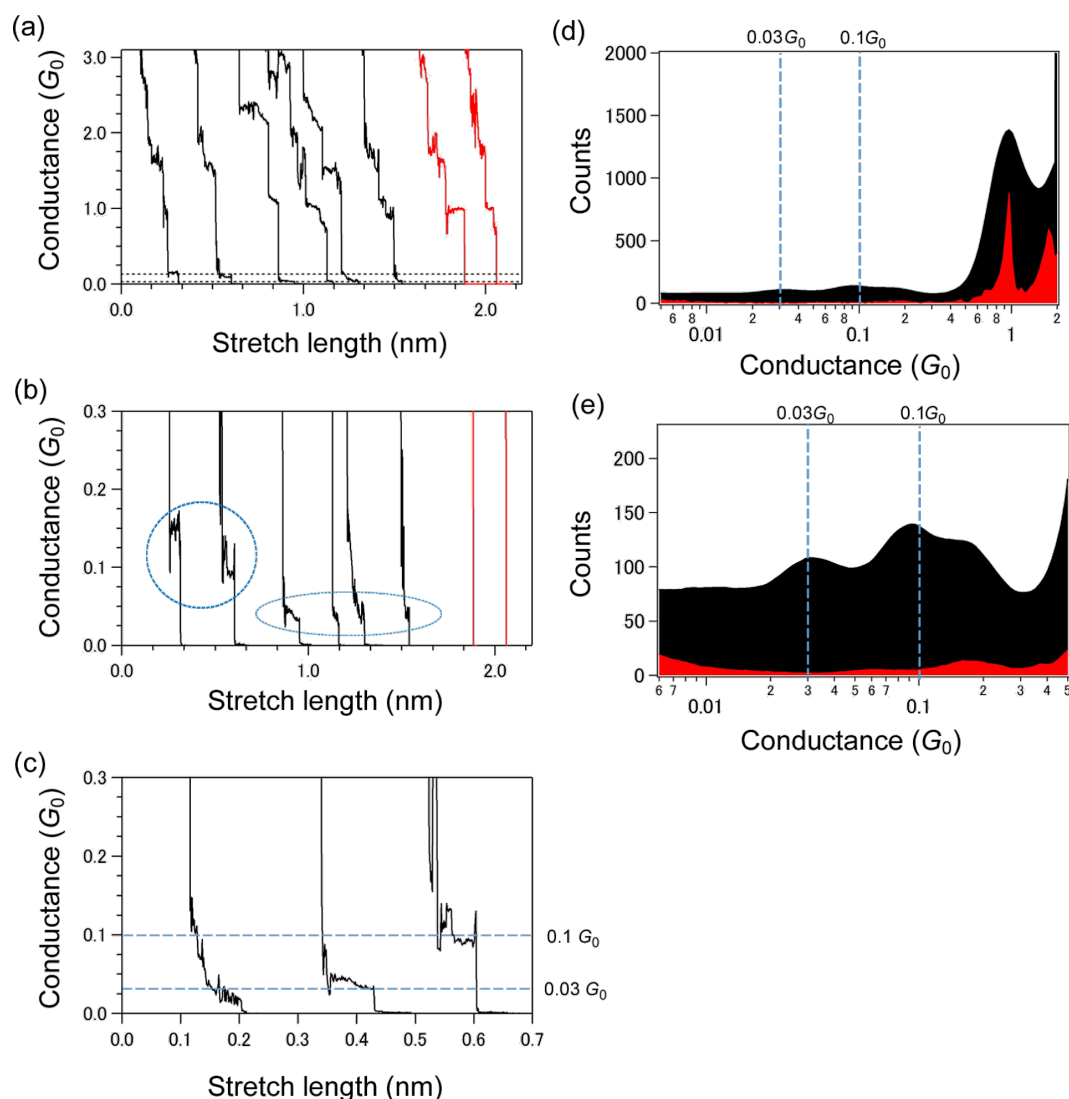 (a)
Conductance (G0)
3.0
2.0
1.0
0.0
0.0 1.0 2.0
Stretch length (nm)
(b)
Conductance (G0)
0.3
0.2
0.1
0.0
0.0 1.0 2.0
Stretch length (nm)
(c)
Conductance (G0)
0.3
0.2
0.1
0.0
0.1 G0
0.03 G0
0.0 0.1 0.2 0.3 0.4 0.5 0.6 0.7
Stretch length (nm)
(d)
0.03G0 0.1G0
Counts
2000
1500
1000
500
0
6 8 2 4 6 8 2 4 6 8 2
0.01 0.1 1
Conductance (G0)
(e)
0.03G0 0.1G0
Counts
200
150
100
50
0
6 7 2 3 4 5 6 7 2 3 4 5
0.01 0.1
Conductance (G0)